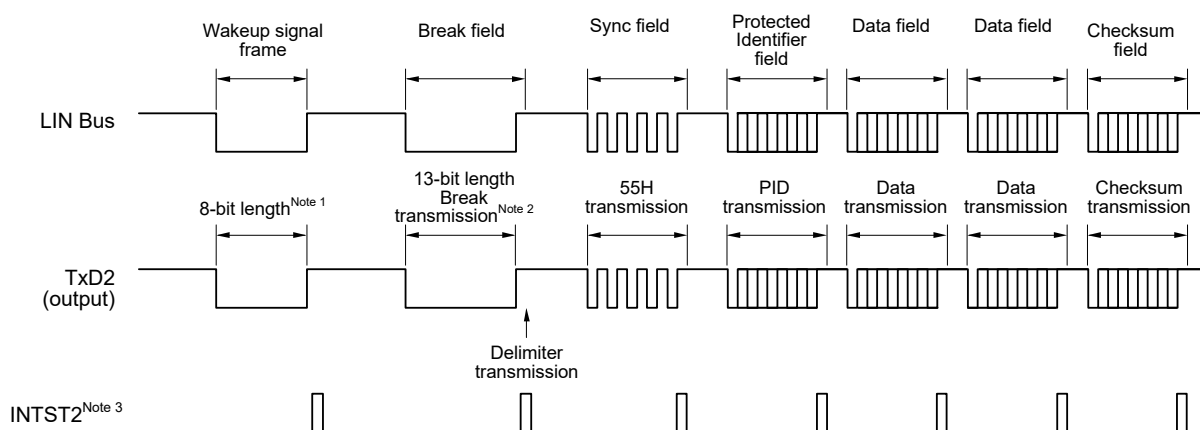 Wakeup signal
frame
Break field
Sync field
Protected
Identifier
field
Data field
Data field
Checksum
field
LIN Bus
8-bit length Note 1
13-bit length
Break
transmission Note 2
55H
transmission
PID
transmission
Data
transmission
Data
transmission
Checksum
transmission
TxD2
(output)
Delimiter
transmission
INTST2 Note 3